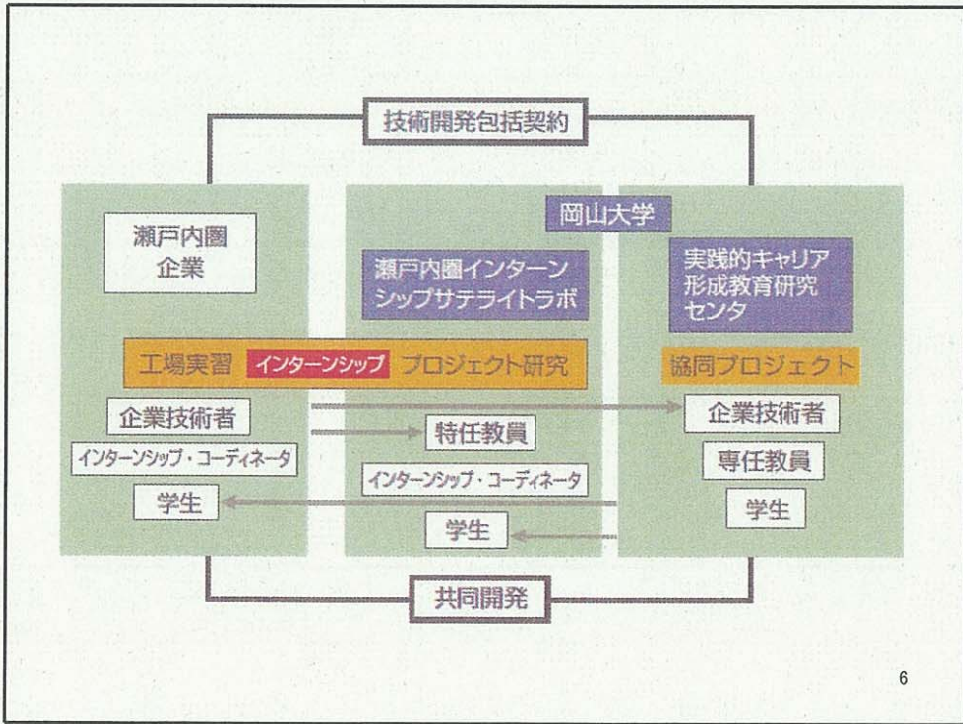 技術開発包括契約
瀬戸内圏
企業
岡山大学
瀬戸内圏インターン
シップサテライトラボ
実践的キャリア
形成教育研究
センタ
工場実習 インターンシップ プロジェクト研究
協同プロジェクト
企業技術者
インターンシップ・コーディネータ
学生
特任教員
インターンシップ・コーディネータ
学生
企業技術者
専任教員
学生
共同開発
6